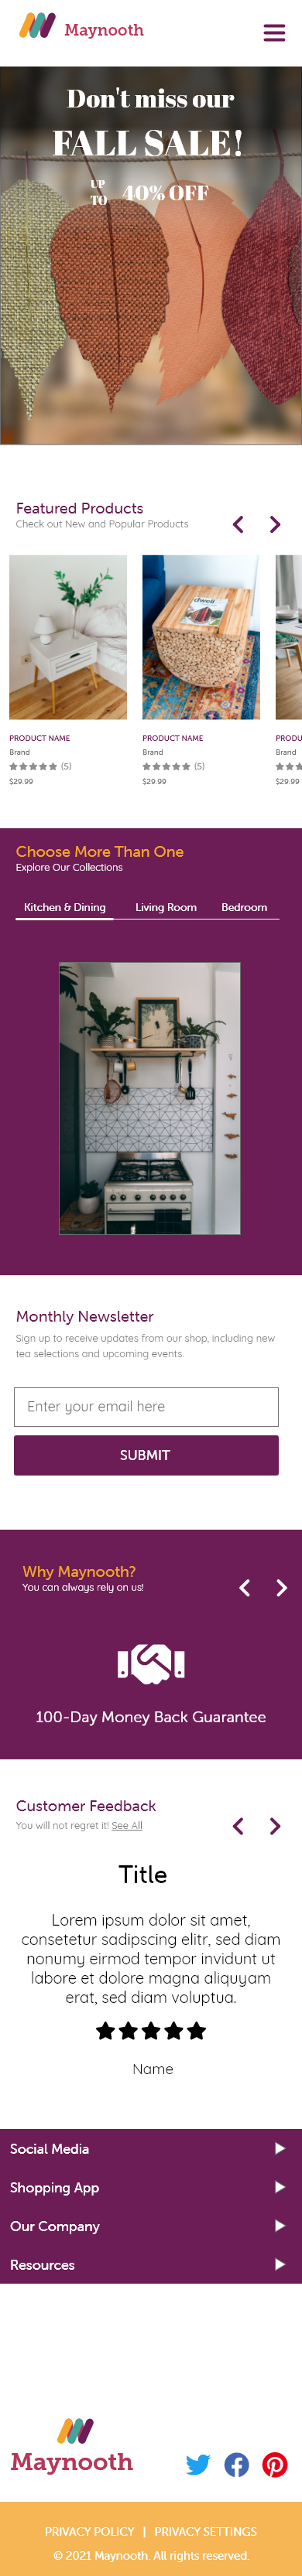 Maynooth
Don't miss our
FALL SALE!
UP TO 40% OFF
Featured Products
Check out New and Popular Products
dwell
PRODUCT NAME
Brand
(5)
$29.99
PRODUCT NAME
Brand
(5)
$29.99
PRODU
Brand
$29.99
Choose More Than One
Explore Our Collections
Kitchen & Dining Living Room Bedroom
Monthly Newsletter
Sign up to receive updates from our shop, including new
tea selections and upcoming events.
Enter your email here
SUBMIT
Why Maynooth?
You can always rely on us!
100-Day Money Back Guarantee
Customer Feedback
You will not regret it! See All
Title
Lorem ipsum dolor sit amet,
consetetur sadipscing elitr, sed diam
nonumy eirmod tempor invidunt ut
labore et dolore magna aliquyam
erat, sed diam voluptua.
Name
Social Media
Shopping App
Our Company
Resources
Maynooth
PRIVACY POLICY | PRIVACY SETTINGS
© 2021 Maynooth. All rights reserved.